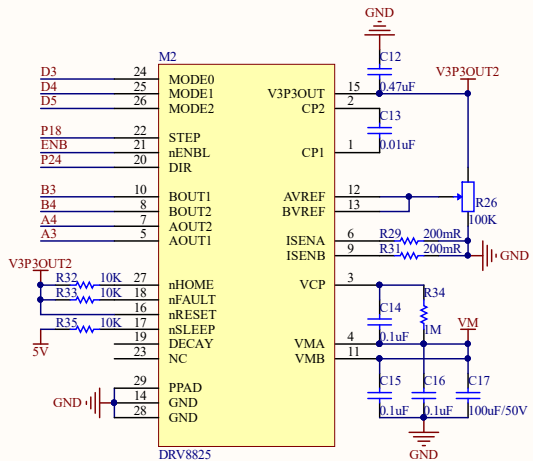 GND
M2
C12
0.47uF
V3P3OUT2
D3 24 MODE0
D4 25 MODE1
D5 26 MODE2
V3P3OUT 15
CP2 2
C13
0.01uF
CP1 1
P18 22 STEP
ENB 21 nENBL
P24 20 DIR
B3 10 BOUT1
B4 8 BOUT2
A4 7 AOUT2
A3 5 AOUT1
AVREF 12
BVREF 13
R26
100K
ISENA 6 R29 200mR
ISENB 9 R31 200mR
GND
V3P3OUT2
R32 10K 27 nHOME
R33 10K 18 nFAULT
16 nRESET
R35 10K 17 nSLEEP
5V
19 DECAY
23 NC
VCP 3
R34
1M
C14
0.1uF
VM
VMA 4
VMB 11
29 PPAD
GND 14 GND
28 GND
C15
0.1uF
C16
0.1uF
C17
100uF/50V
GND
DRV8825